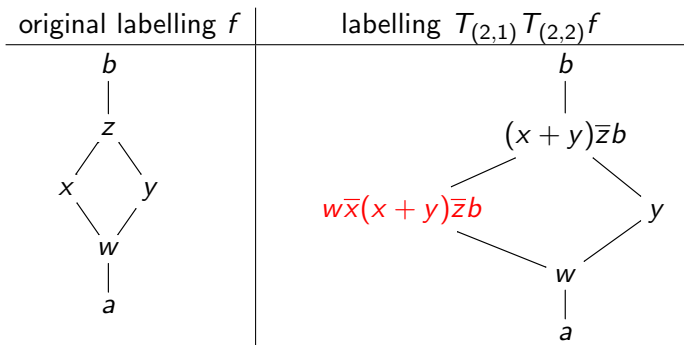 original labelling f
labelling T₍₂,₁₎T₍₂,₂₎f
b
z
x y
w
a
b
(x + y)z̅b
wx̅(x + y)z̅b y
w
a